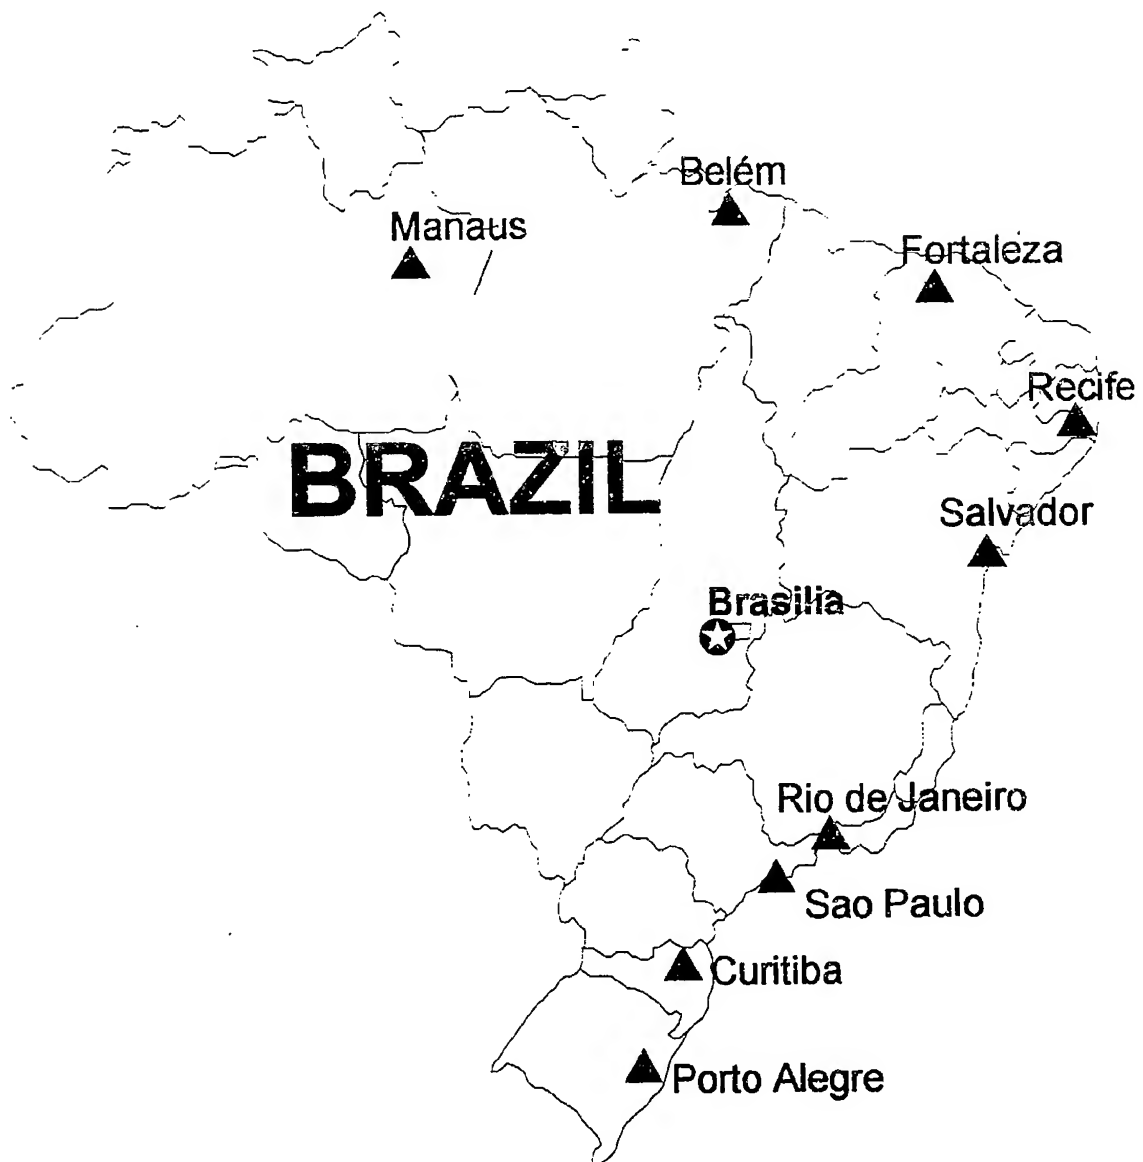 Belém
Manaus
Fortaleza
Recife
BRAZIL
Salvador
Brasilia
Rio de Janeiro
Sao Paulo
Curitiba
Porto Alegre